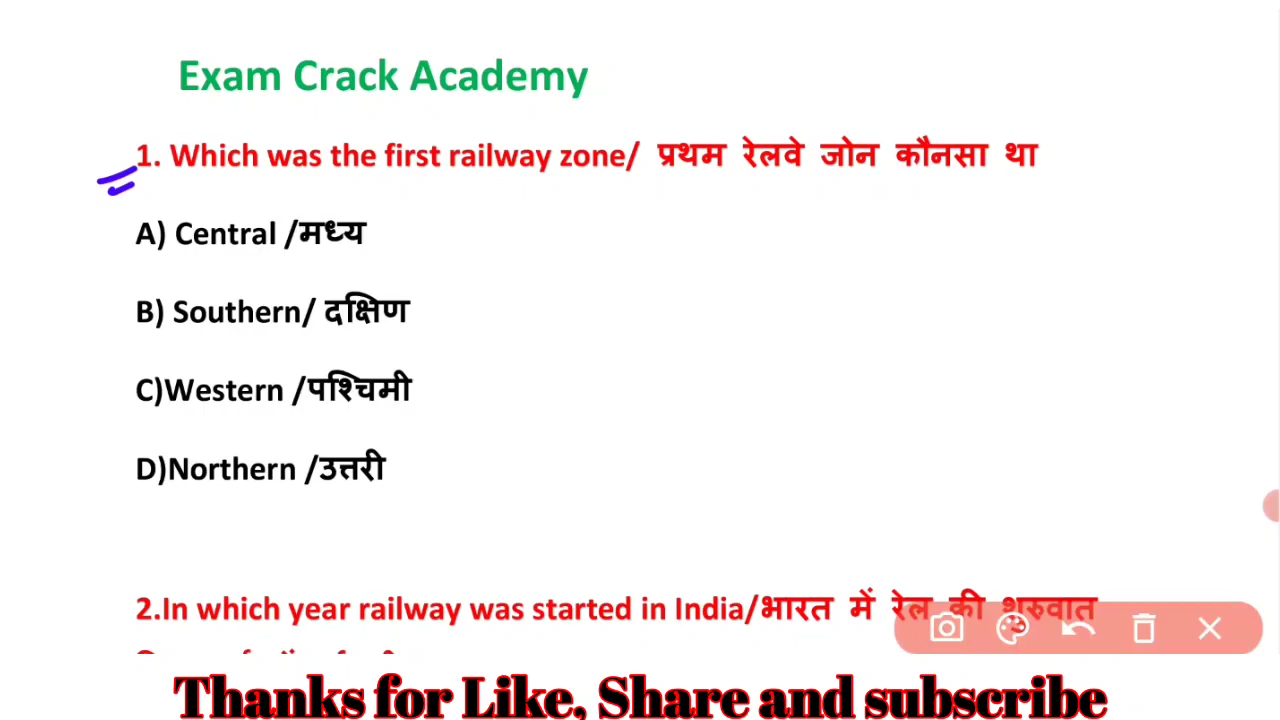 Exam Crack Academy
1. Which was the first railway zone/ प्रथम रेलवे जोन कौनसा था
A) Central /मध्य
B) Southern/ दक्षिण
C)Western /पश्चिमी
D)Northern /उत्तरी
2.In which year railway was started in India/भारत में रेल की शुरुवात
Thanks for Like, Share and subscribe